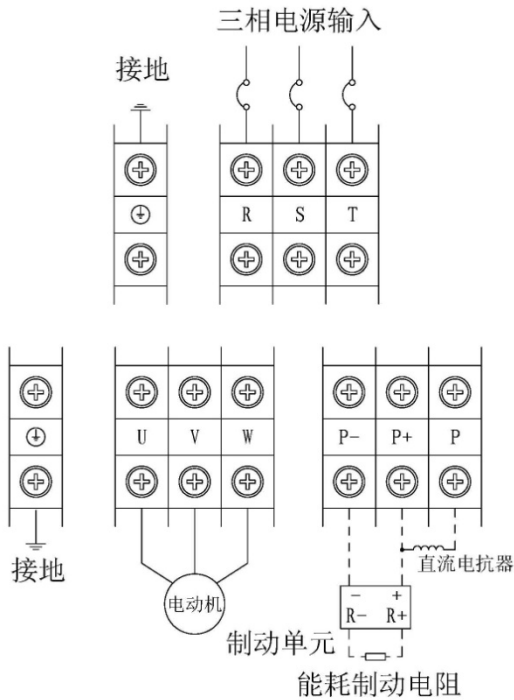 三相电源输入
接地
R S T
U V W
P- P+ P
接地
电动机
直流电抗器
- +
R- R+
制动单元
能耗制动电阻